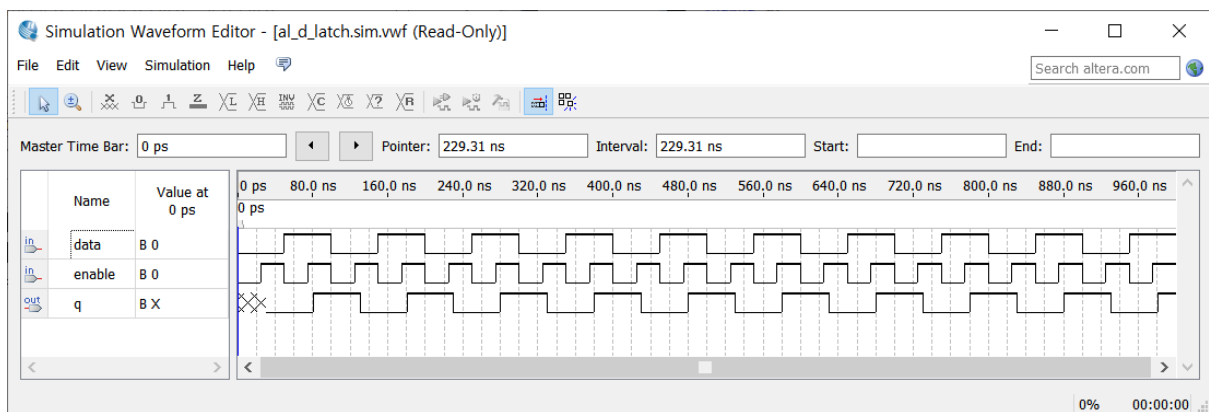 Simulation Waveform Editor - [al_d_latch.sim.vwf (Read-Only)]
File Edit View Simulation Help
Search altera.com
0 Z L H INV C 2 R
Master Time Bar: 0 ps Pointer: 229.31 ns Interval: 229.31 ns Start: End:
Name Value at 0 ps
0 ps 80.0 ns 160.0 ns 240.0 ns 320.0 ns 400.0 ns 480.0 ns 560.0 ns 640.0 ns 720.0 ns 800.0 ns 880.0 ns 960.0 ns
0 ps
in data B 0
in enable B 0
out q B X
0% 00:00:00